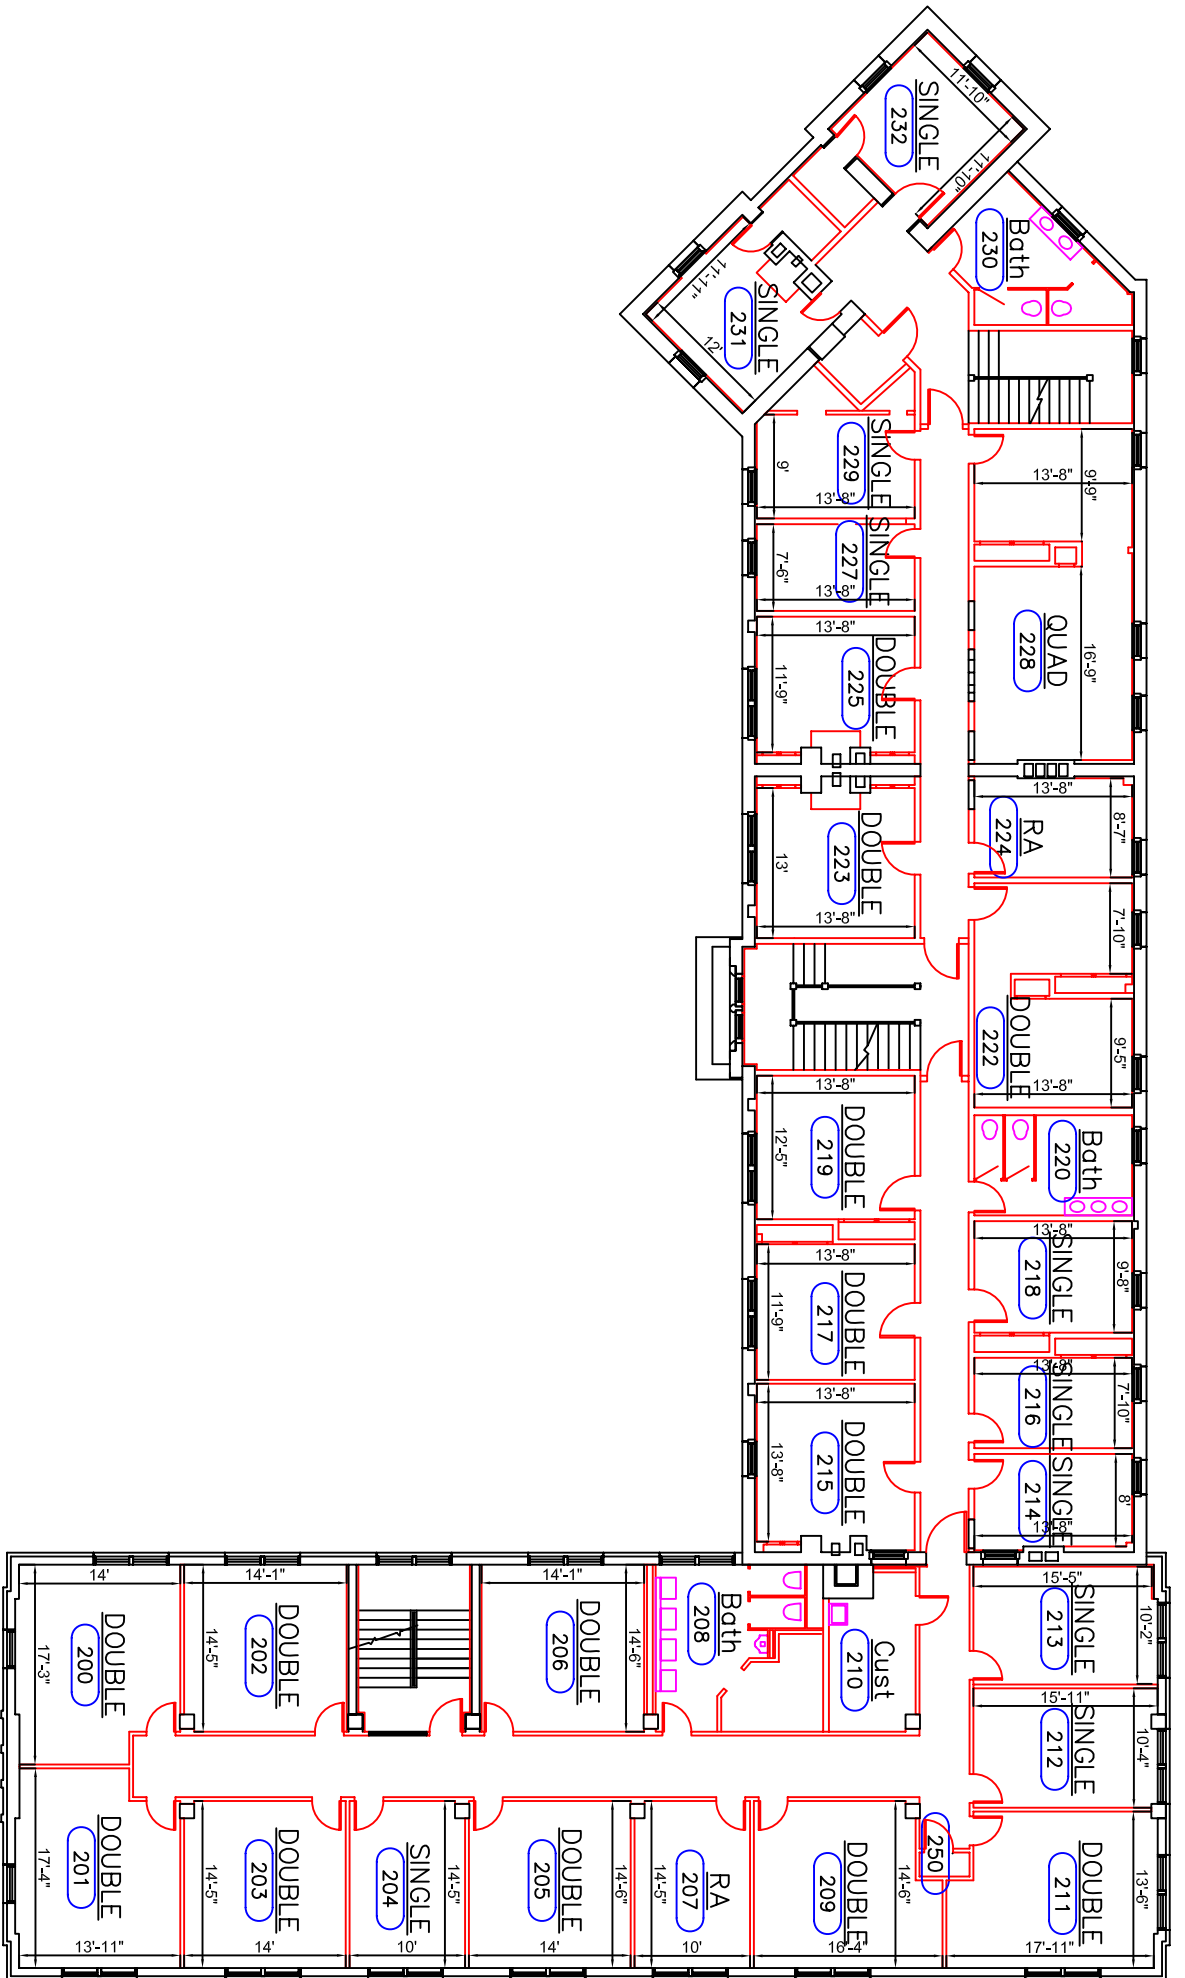 SINGLE
232
11'-10"
11'-10"
Bath
230
SINGLE
231
11'-11"
12'
SINGLE
229
9'
13'-8"
SINGLE
227
7'-6"
13'-8"
QUAD
228
13'-8"
9'-9"
16'-9"
DOUBLE
225
13'-8"
11'-9"
DOUBLE
223
13'
13'-8"
RA
224
13'-8"
8'-7"
DOUBLE
222
7'-10"
9'-5"
13'-8"
DOUBLE
219
13'-8"
12'-5"
Bath
220
DOUBLE
217
13'-8"
11'-9"
SINGLE
218
13'-8"
9'-8"
SINGLE
216
13'-8"
7'-10"
DOUBLE
215
13'-8"
13'-8"
SINGLE
214
13'-8"
8'
DOUBLE
200
14'
17'-3"
DOUBLE
202
14'-1"
14'-5"
DOUBLE
206
14'-1"
14'-6"
Bath
208
Cust
210
SINGLE
213
15'-5"
10'-2"
SINGLE
212
15'-11"
10'-4"
DOUBLE
201
17'-4"
13'-11"
DOUBLE
203
14'-5"
14'
SINGLE
204
14'-5"
10'
DOUBLE
205
14'-6"
14'
RA
207
14'-5"
10'
DOUBLE
209
14'-6"
16'-4"
250
DOUBLE
211
13'-6"
17'-11"